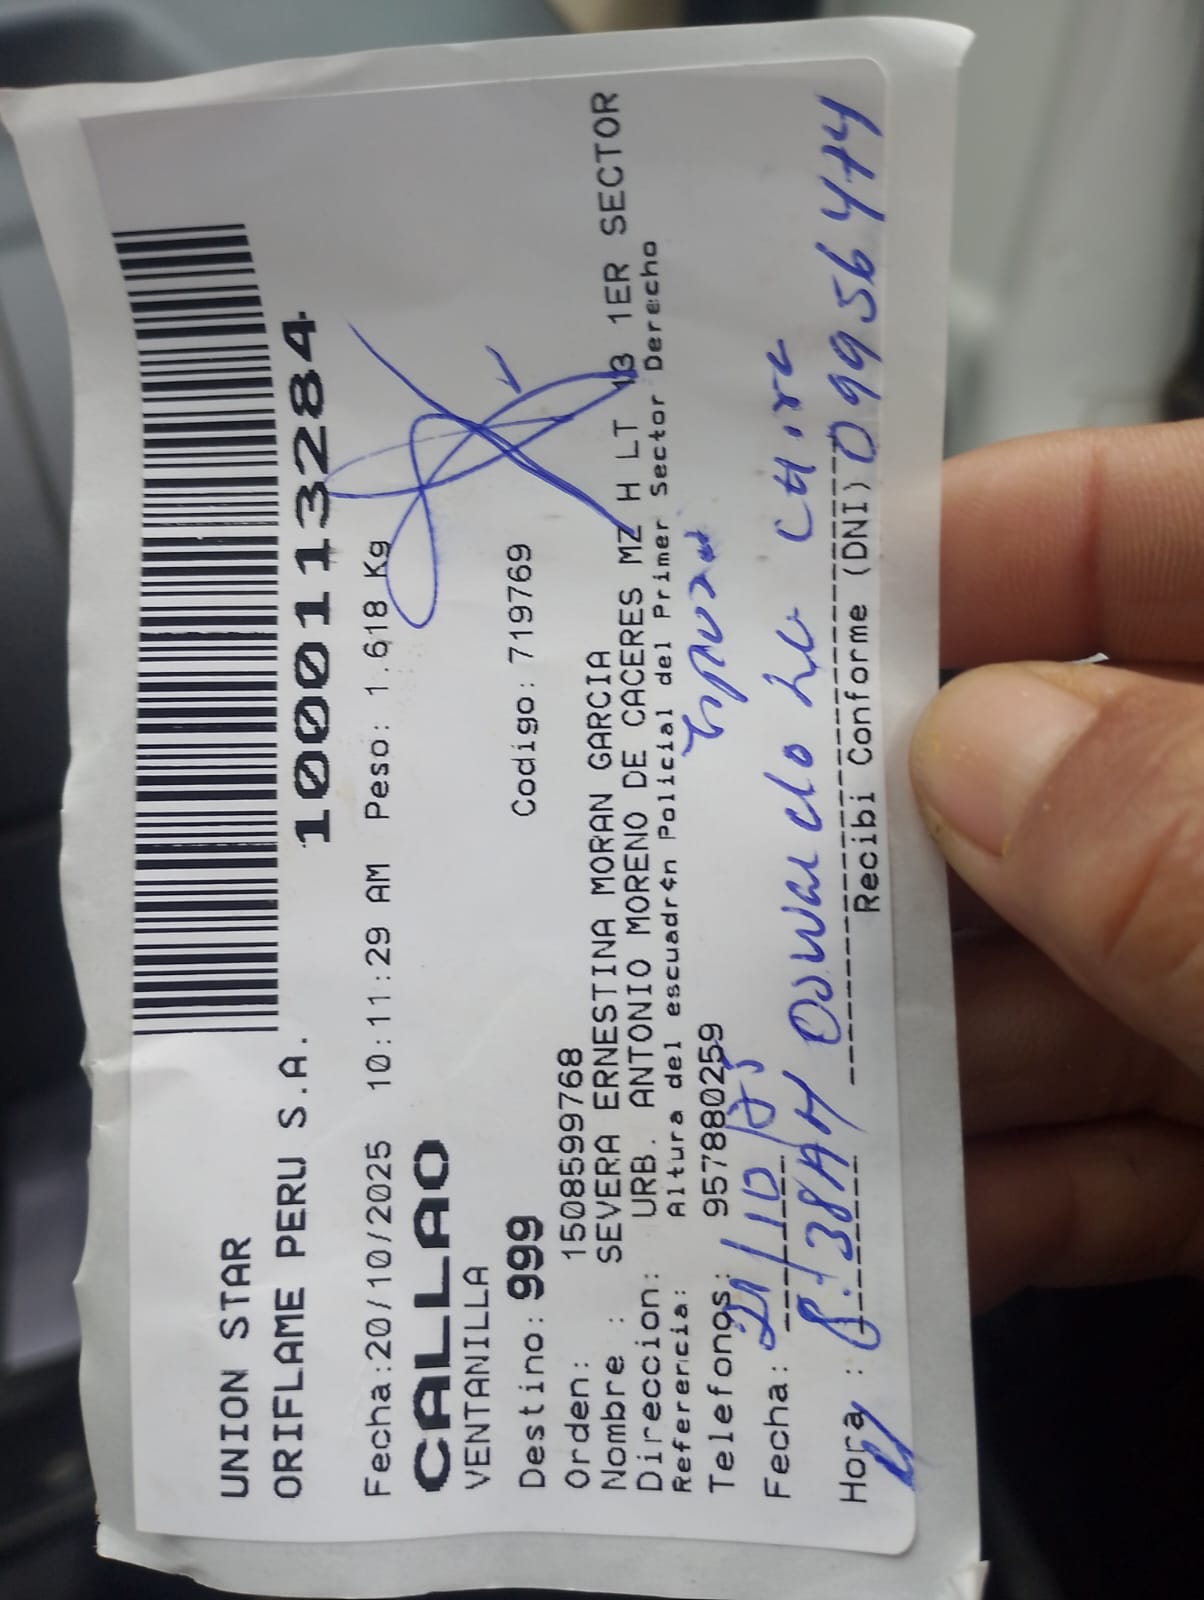 UNION STAR
ORIFLAME PERU S.A.
1000113284
Fecha:20/10/2025 10:11:29 AM Peso: 1.618 Kg
CALLAO
VENTANILLA
Destino: 999 Codigo: 719769
Orden: 1508599768
Nombre : SEVERA ERNESTINA MORAN GARCIA
Direccion: URB. ANTONIO MORENO DE CACERES MZ H LT 13 1ER SECTOR
Referencia: Altura del escuadr¢n Policial del Primer Sector Derecho
Telefonos: 957880259
Fecha: 21/10/25
Hora : 8:38AM
Recibi Conforme (DNI)